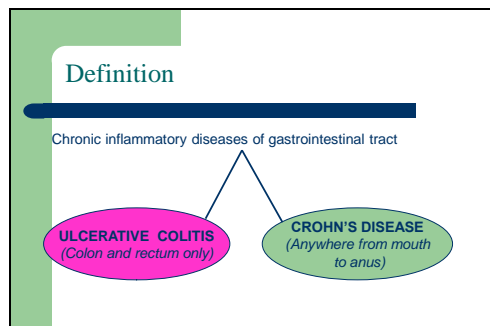 Definition
Chronic inflammatory diseases of gastrointestinal tract
ULCERATIVE COLITIS
(Colon and rectum only)
CROHN'S DISEASE
(Anywhere from mouth
to anus)